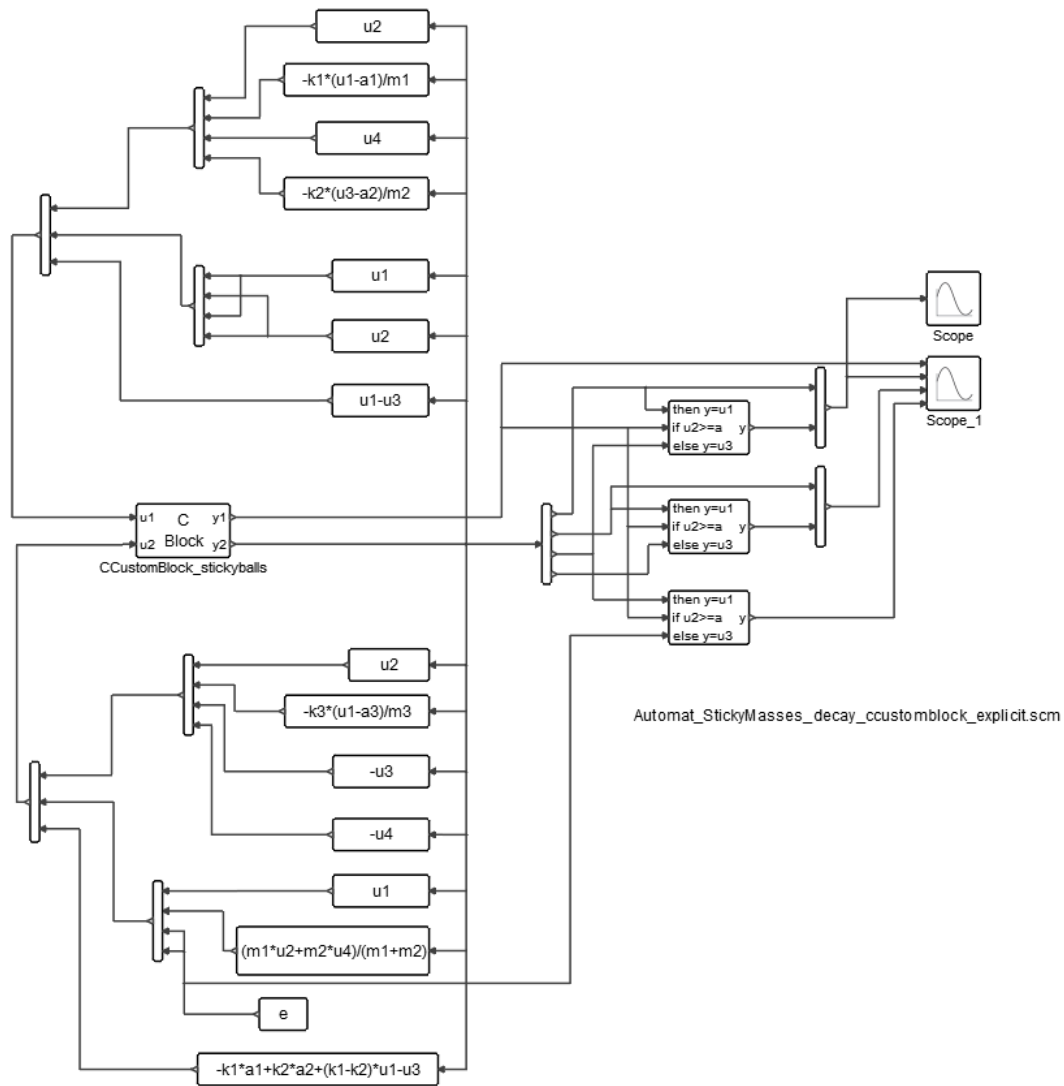 u2
-k1*(u1-a1)/m1
u4
-k2*(u3-a2)/m2
u1
u2
u1-u3
Scope
Scope_1
then y=u1
if u2>=a y
else y=u3
u1 C y1
u2 Block y2
CCustomBlock_stickyballs
then y=u1
if u2>=a y
else y=u3
then y=u1
if u2>=a y
else y=u3
u2
-k3*(u1-a3)/m3
Automat_StickyMasses_decay_ccustomblock_explicit.scm
-u3
-u4
u1
(m1*u2+m2*u4)/(m1+m2)
e
-k1*a1+k2*a2+(k1-k2)*u1-u3